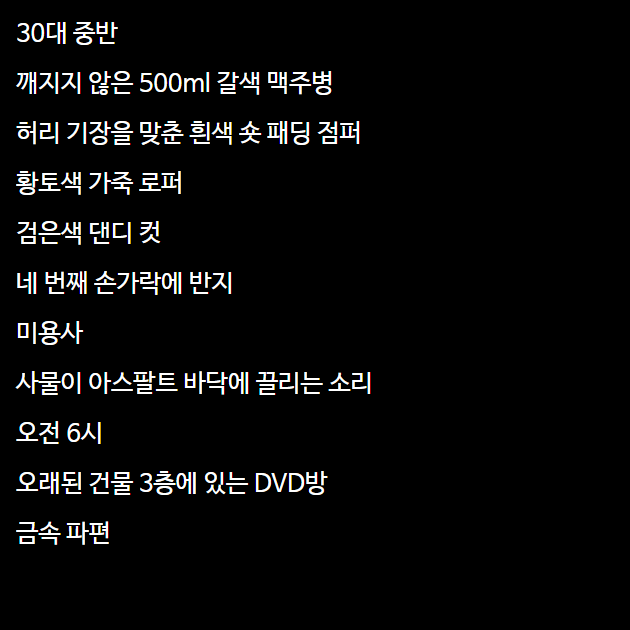 30대 중반
깨지지 않은 500ml 갈색 맥주병
허리 기장을 맞춘 흰색 숏 패딩 점퍼
황토색 가죽 로퍼
검은색 댄디 컷
네 번째 손가락에 반지
미용사
사물이 아스팔트 바닥에 끌리는 소리
오전 6시
오래된 건물 3층에 있는 DVD방
금속 파편